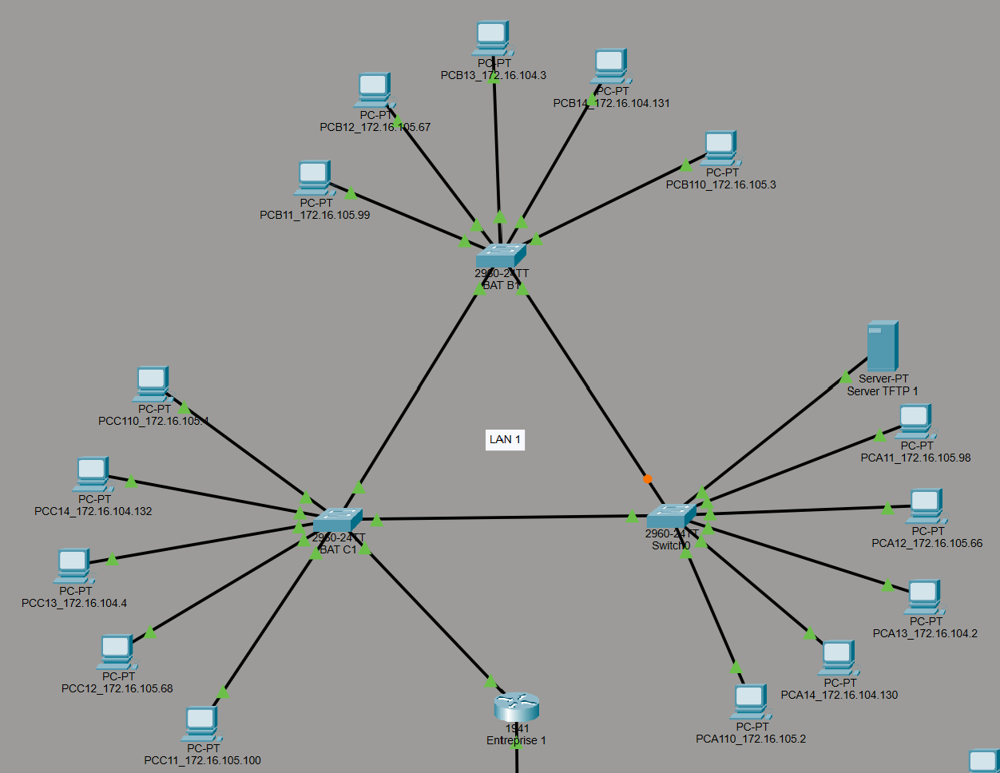 PC-PT
PCB13_172.16.104.3
PC-PT
PCB14_172.16.104.131
PC-PT
PCB12_172.16.105.67
PC-PT
PCB110_172.16.105.3
PC-PT
PCB11_172.16.105.99
2960-24TT
BAT B1
Server-PT
Server TFTP 1
PC-PT
PCC110_172.16.105.4
LAN 1
PC-PT
PCA11_172.16.105.98
PC-PT
PCC14_172.16.104.132
PC-PT
PCA12_172.16.105.66
2960-24TT
BAT C1
2960-24TT
Switch0
PC-PT
PCC13_172.16.104.4
PC-PT
PCA13_172.16.104.2
PC-PT
PCC12_172.16.105.68
PC-PT
PCA14_172.16.104.130
PC-PT
PCC11_172.16.105.100
1941
Entreprise 1
PC-PT
PCA110_172.16.105.2